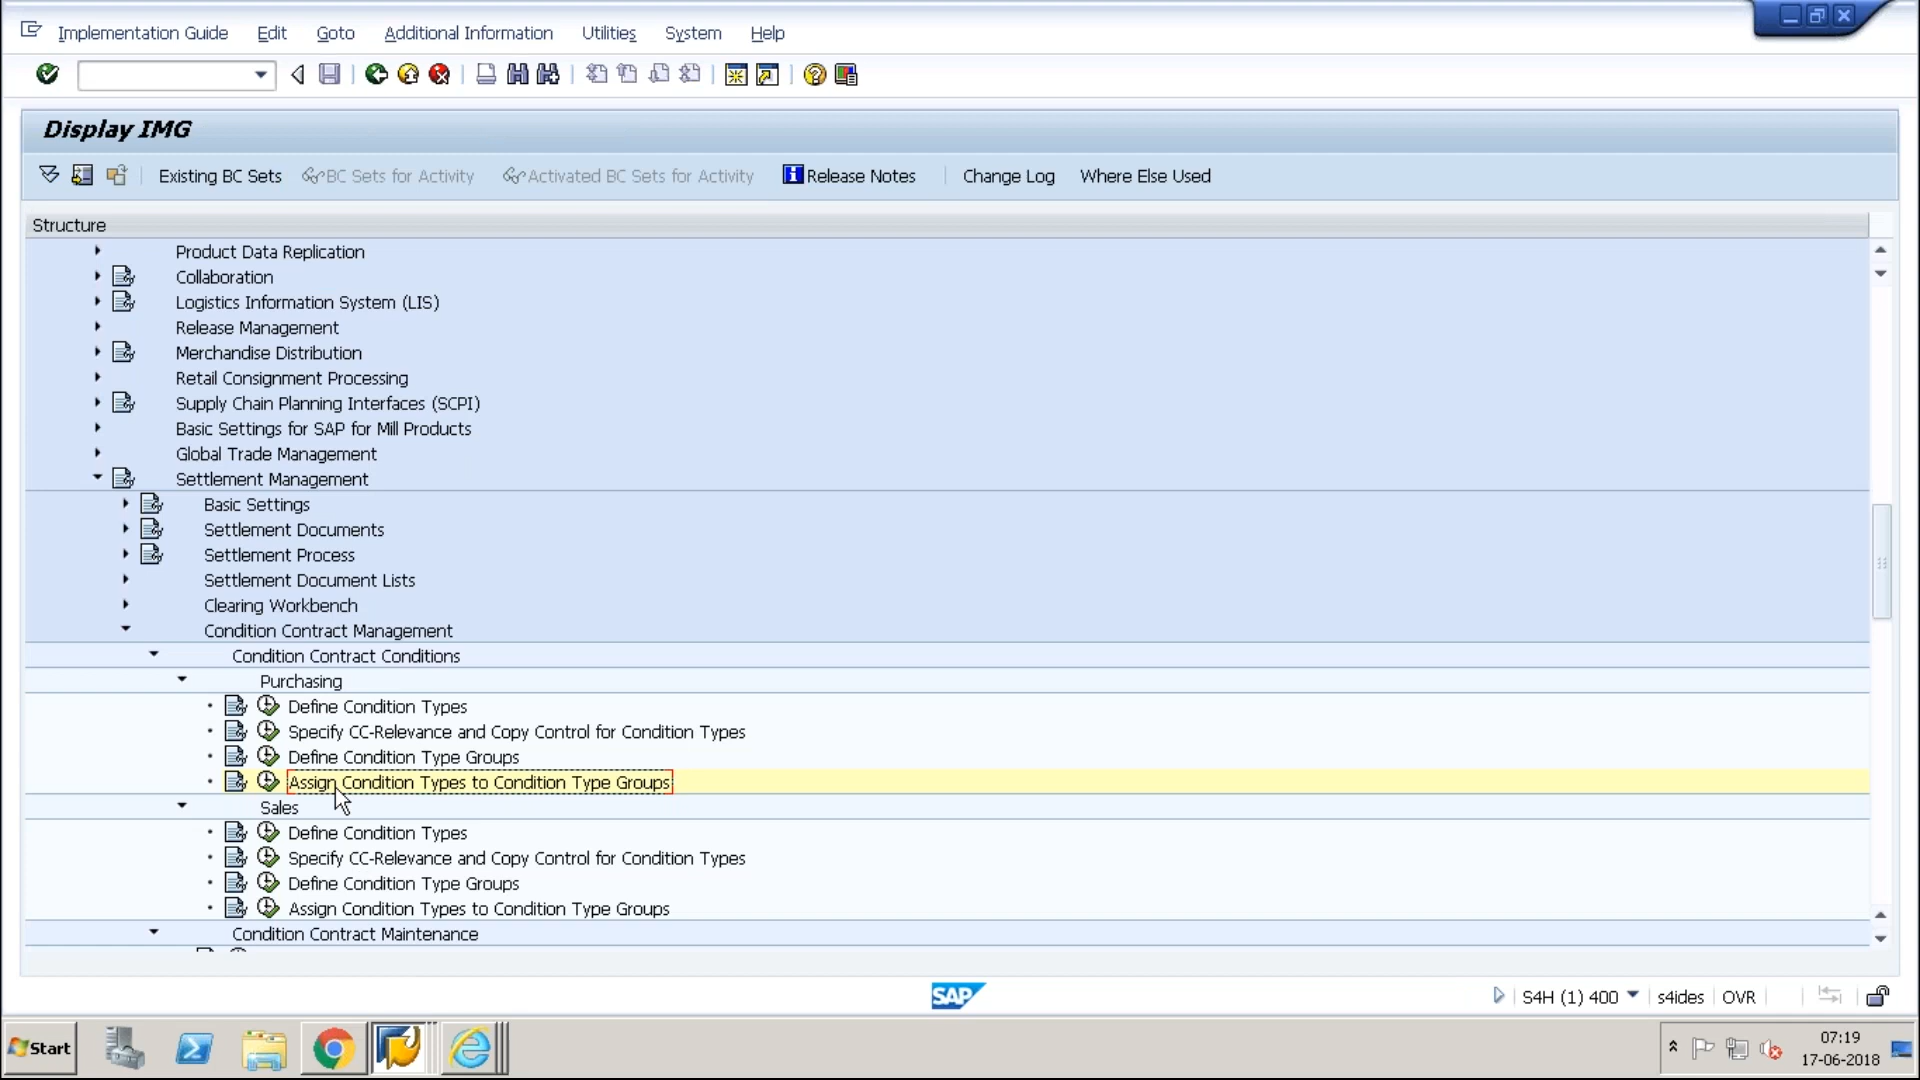 Implementation Guide Edit Goto Additional Information Utilities System Help
Display IMG
Existing BC Sets BC Sets for Activity Activated BC Sets for Activity Release Notes Change Log Where Else Used
Structure
Product Data Replication
Collaboration
Logistics Information System (LIS)
Release Management
Merchandise Distribution
Retail Consignment Processing
Supply Chain Planning Interfaces (SCPI)
Basic Settings for SAP for Mill Products
Global Trade Management
Settlement Management
Basic Settings
Settlement Documents
Settlement Process
Settlement Document Lists
Clearing Workbench
Condition Contract Management
Condition Contract Conditions
Purchasing
Define Condition Types
Specify CC-Relevance and Copy Control for Condition Types
Define Condition Type Groups
Assign Condition Types to Condition Type Groups
Sales
Define Condition Types
Specify CC-Relevance and Copy Control for Condition Types
Define Condition Type Groups
Assign Condition Types to Condition Type Groups
Condition Contract Maintenance
SAP S4H (1) 400 s4ides OVR
Start 07:19
17-06-2018